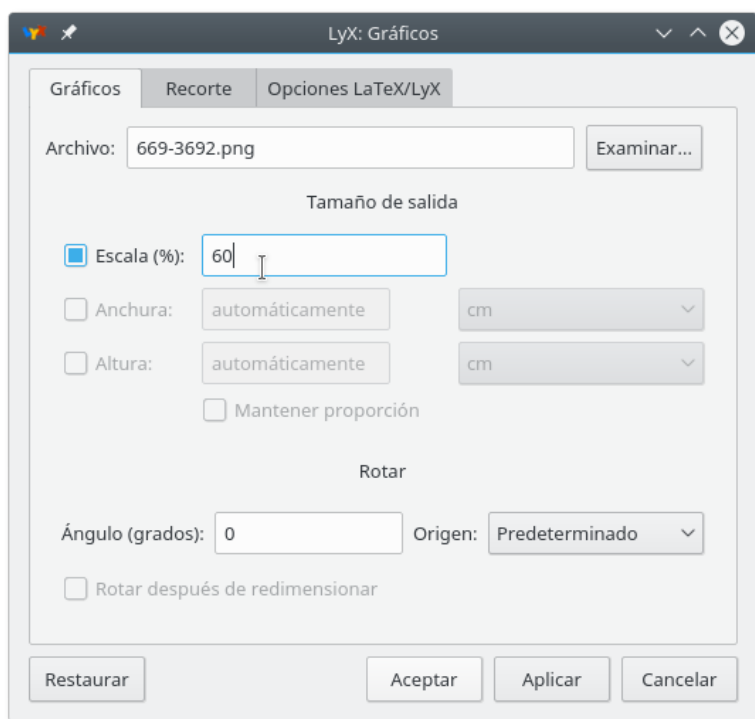 LyX: Gráficos
Gráficos Recorte Opciones LaTeX/LyX
Archivo: 669-3692.png Examinar...
Tamaño de salida
Escala (%): 60
Anchura: automáticamente cm
Altura: automáticamente cm
Mantener proporción
Rotar
Ángulo (grados): 0 Origen: Predeterminado
Rotar después de redimensionar
Restaurar Aceptar Aplicar Cancelar